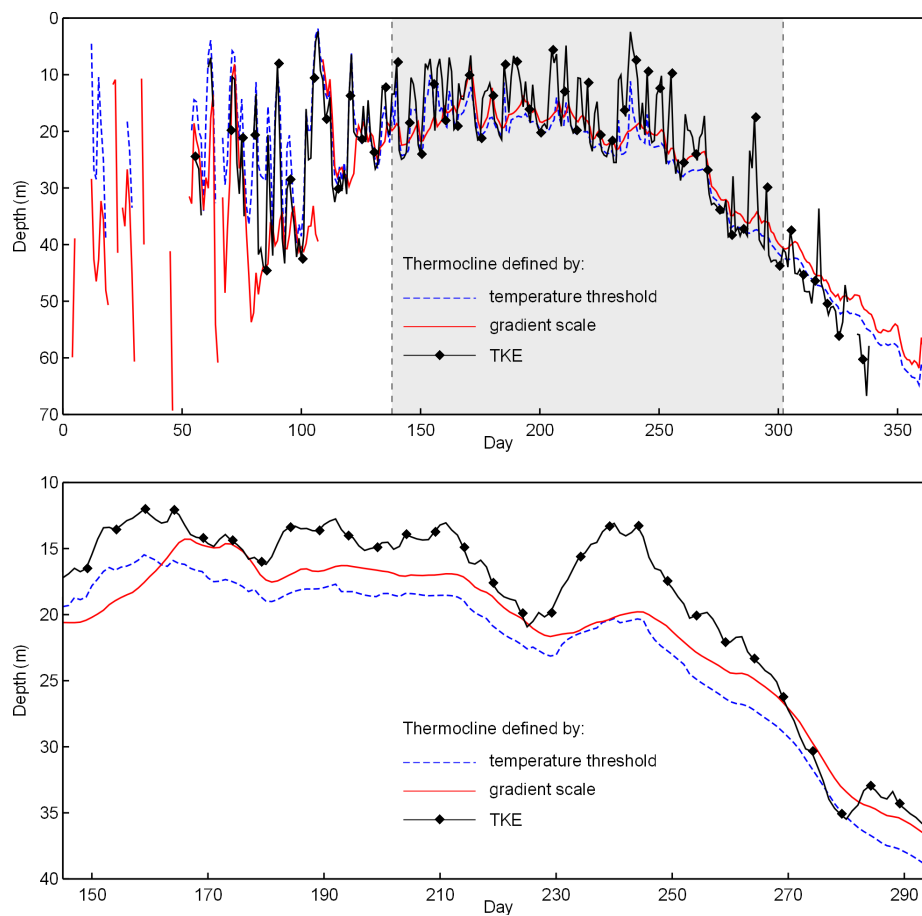 0
10
20
30
40
50
60
70
Depth (m)
Thermocline defined by:
temperature threshold
gradient scale
TKE
0 50 100 150 200 250 300 350
Day
10
15
20
25
30
35
40
Depth (m)
Thermocline defined by:
temperature threshold
gradient scale
TKE
150 170 190 210 230 250 270 290
Day